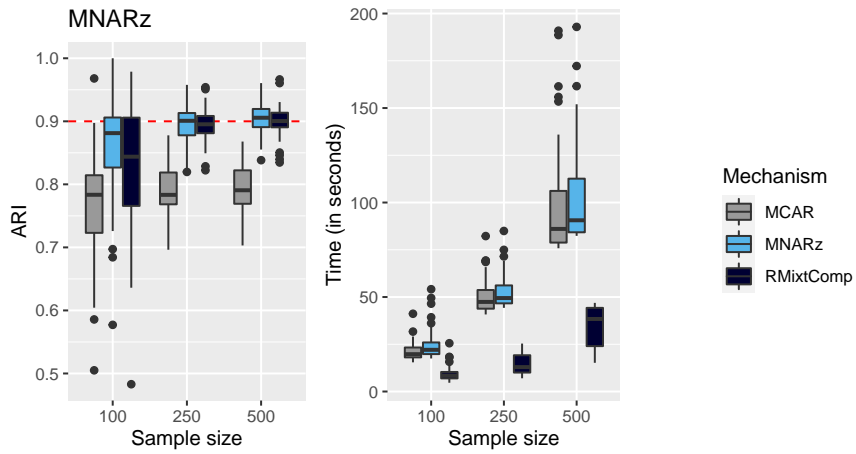 MNARz
1.0
0.9
0.8
0.7
0.6
0.5
ARI
100
250
500
Sample size
200
150
100
50
0
Time (in seconds)
100
250
500
Sample size
Mechanism
MCAR
MNARz
RMixtComp